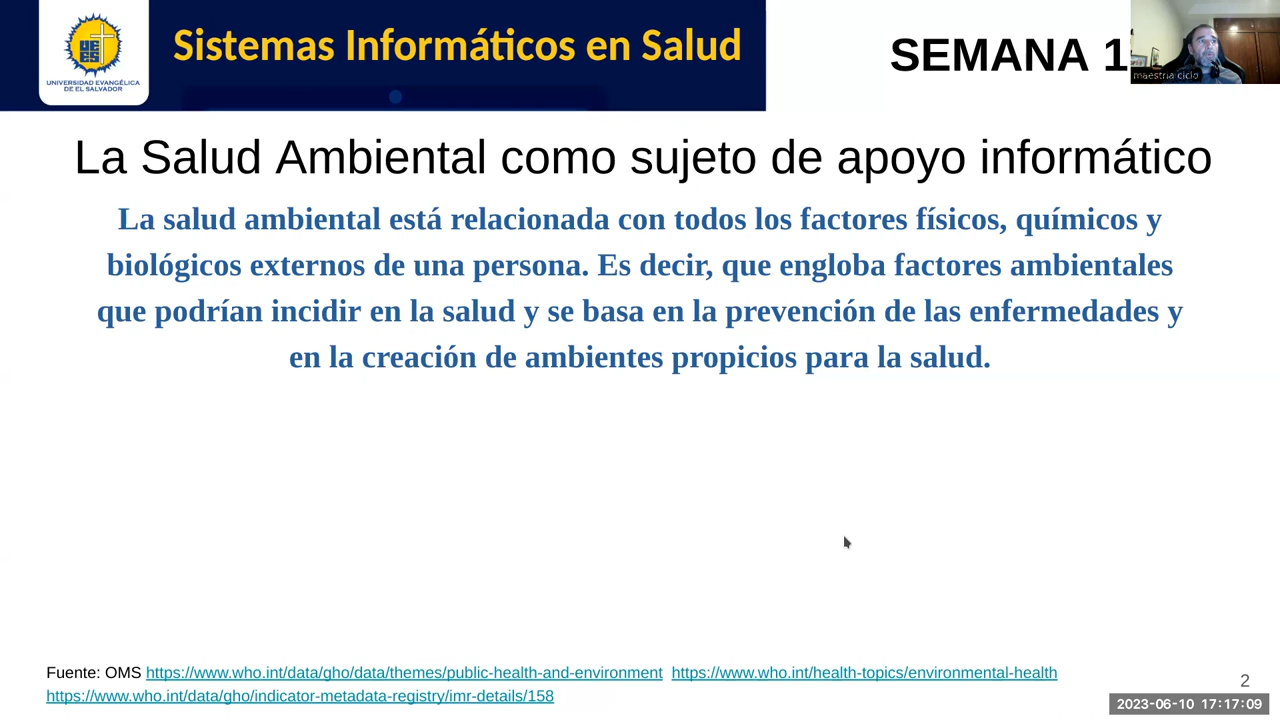 UNIVERSIDAD EVANGÉLICA
DE EL SALVADOR
Sistemas Informáticos en Salud
SEMANA 1
maestria ciclo
La Salud Ambiental como sujeto de apoyo informático
La salud ambiental está relacionada con todos los factores físicos, químicos y
biológicos externos de una persona. Es decir, que engloba factores ambientales
que podrían incidir en la salud y se basa en la prevención de las enfermedades y
en la creación de ambientes propicios para la salud.
Fuente: OMS https://www.who.int/data/gho/data/themes/public-health-and-environment https://www.who.int/health-topics/environmental-health
https://www.who.int/data/gho/indicator-metadata-registry/imr-details/158
2
2023-06-10 17:17:09